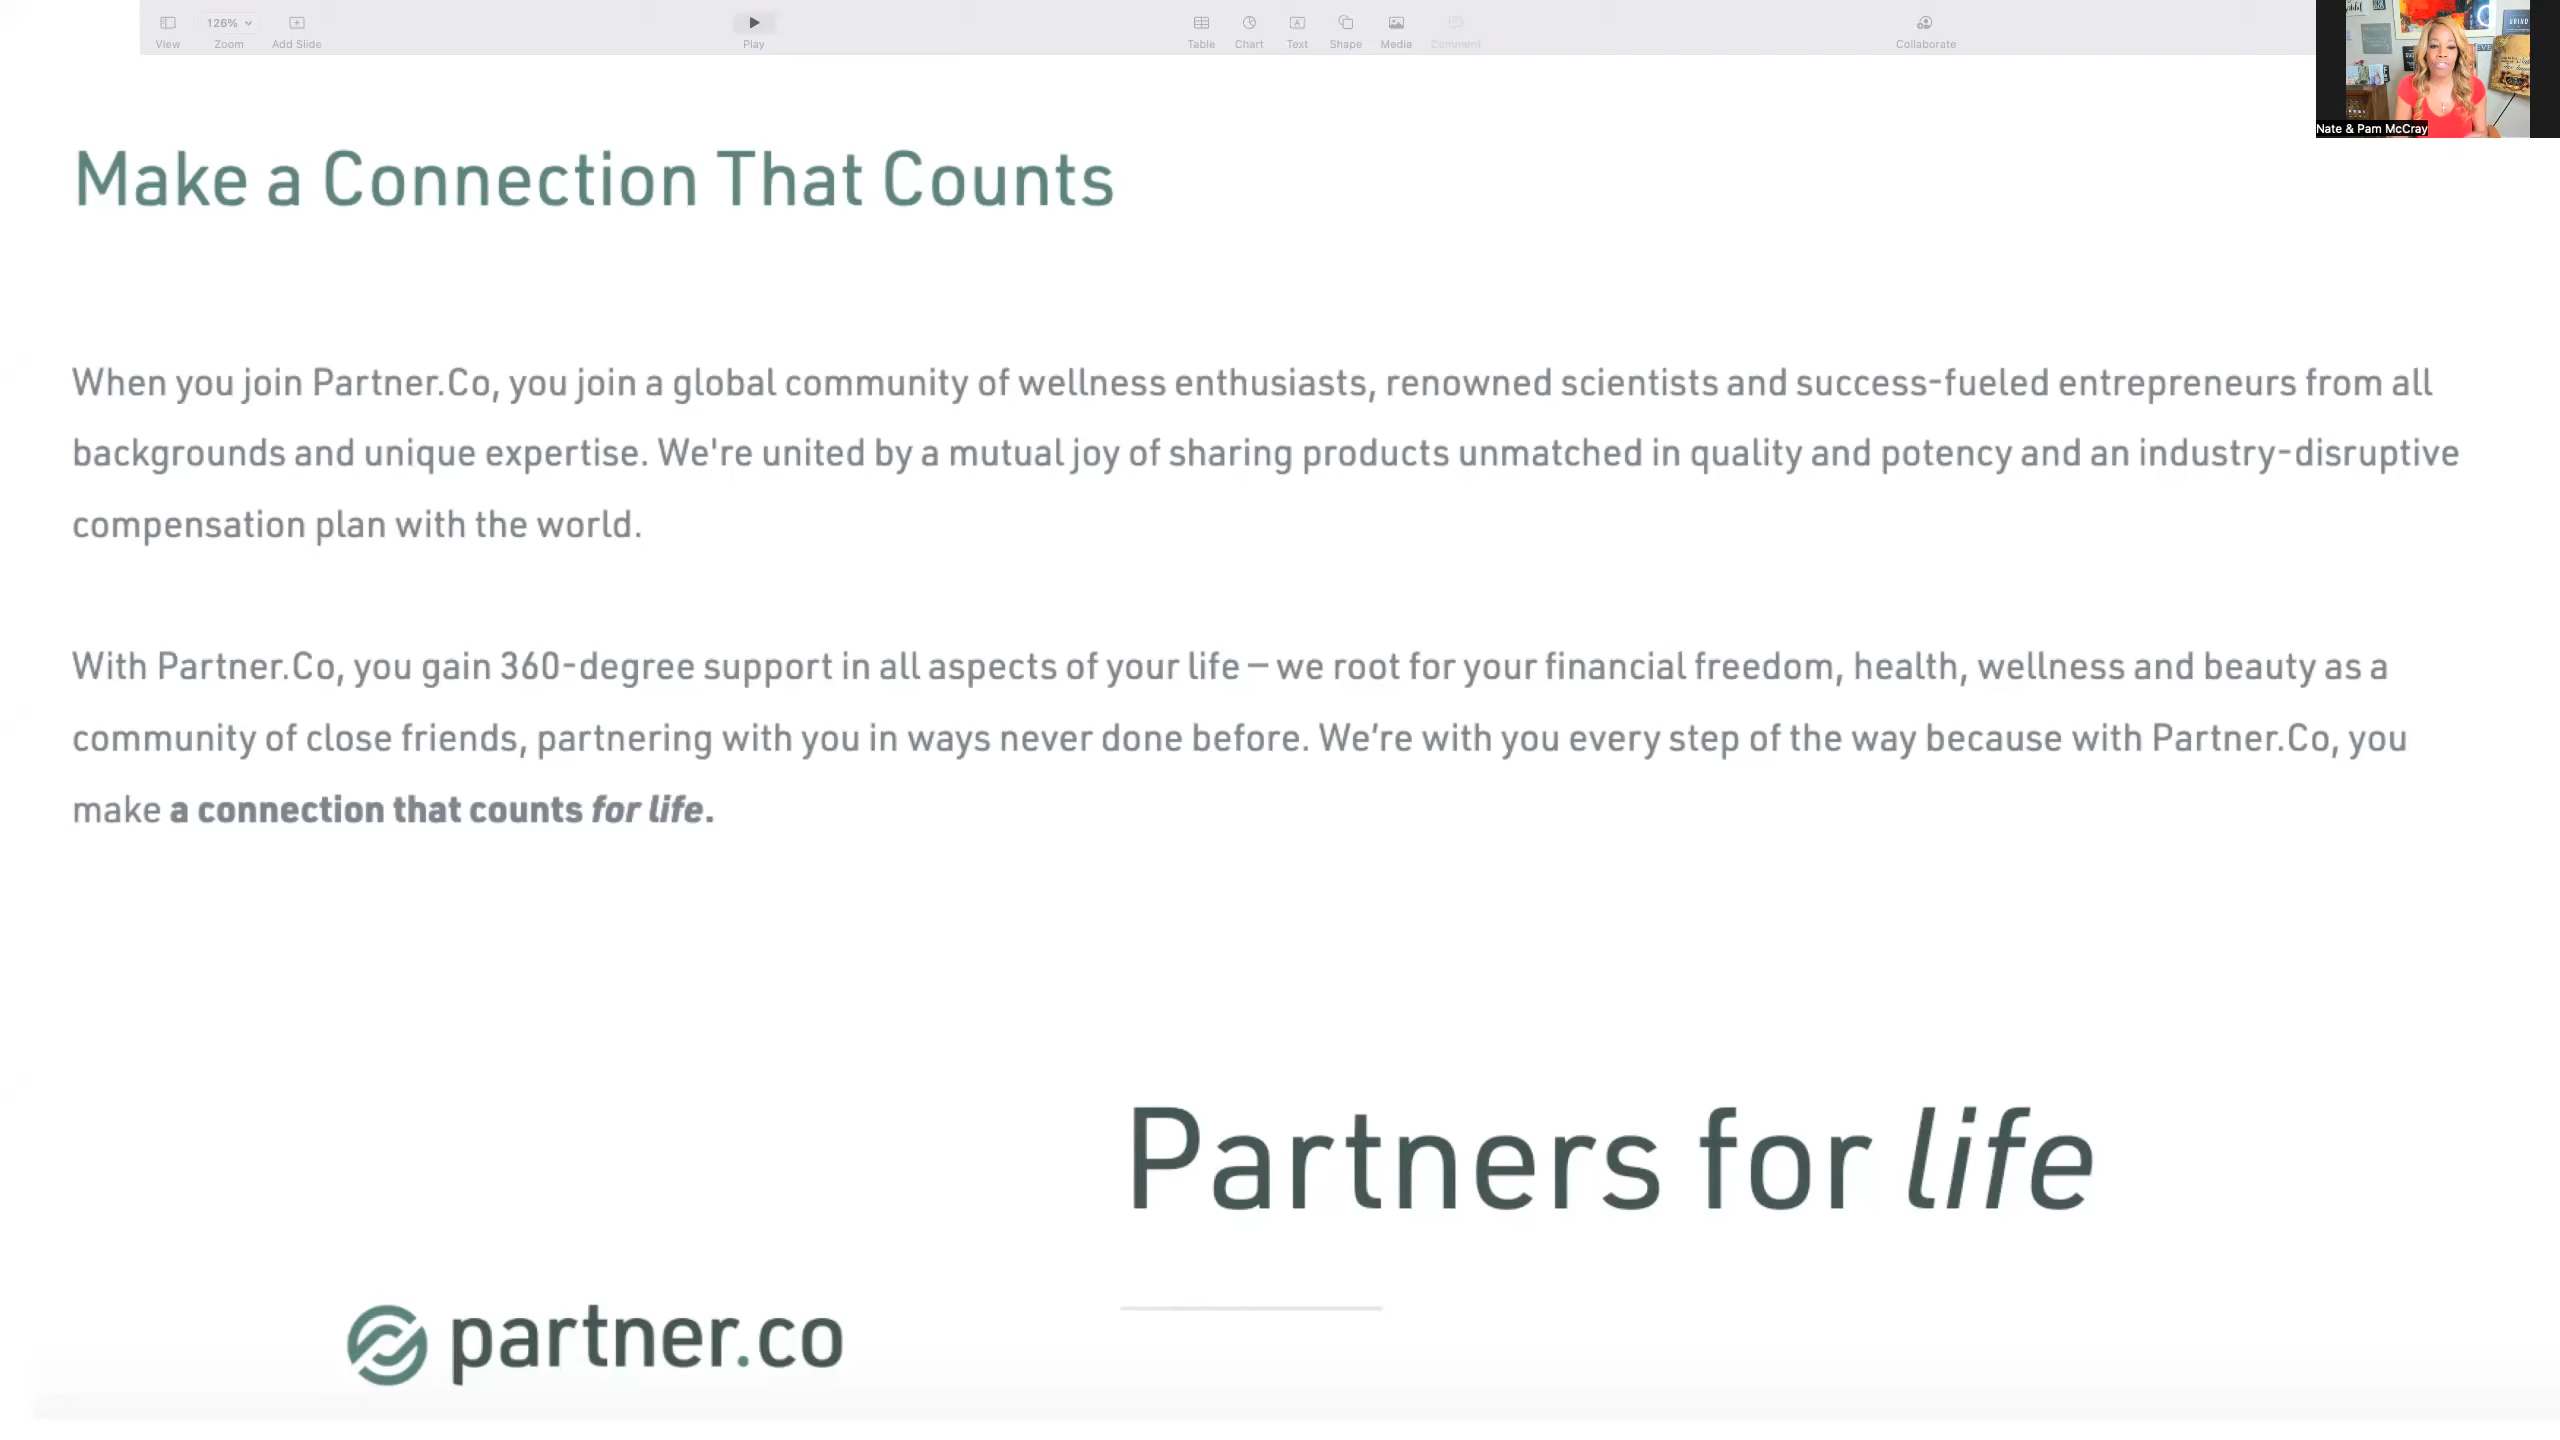 126%
View Zoom Add Slide Play Table Chart Text Shape Media Comment Collaborate
Nate & Pam McCray
Make a Connection That Counts
When you join Partner.Co, you join a global community of wellness enthusiasts, renowned scientists and success-fueled entrepreneurs from all
backgrounds and unique expertise. We're united by a mutual joy of sharing products unmatched in quality and potency and an industry-disruptive
compensation plan with the world.
With Partner.Co, you gain 360-degree support in all aspects of your life — we root for your financial freedom, health, wellness and beauty as a
community of close friends, partnering with you in ways never done before. We’re with you every step of the way because with Partner.Co, you
make a connection that counts for life.
Partners for life
partner.co